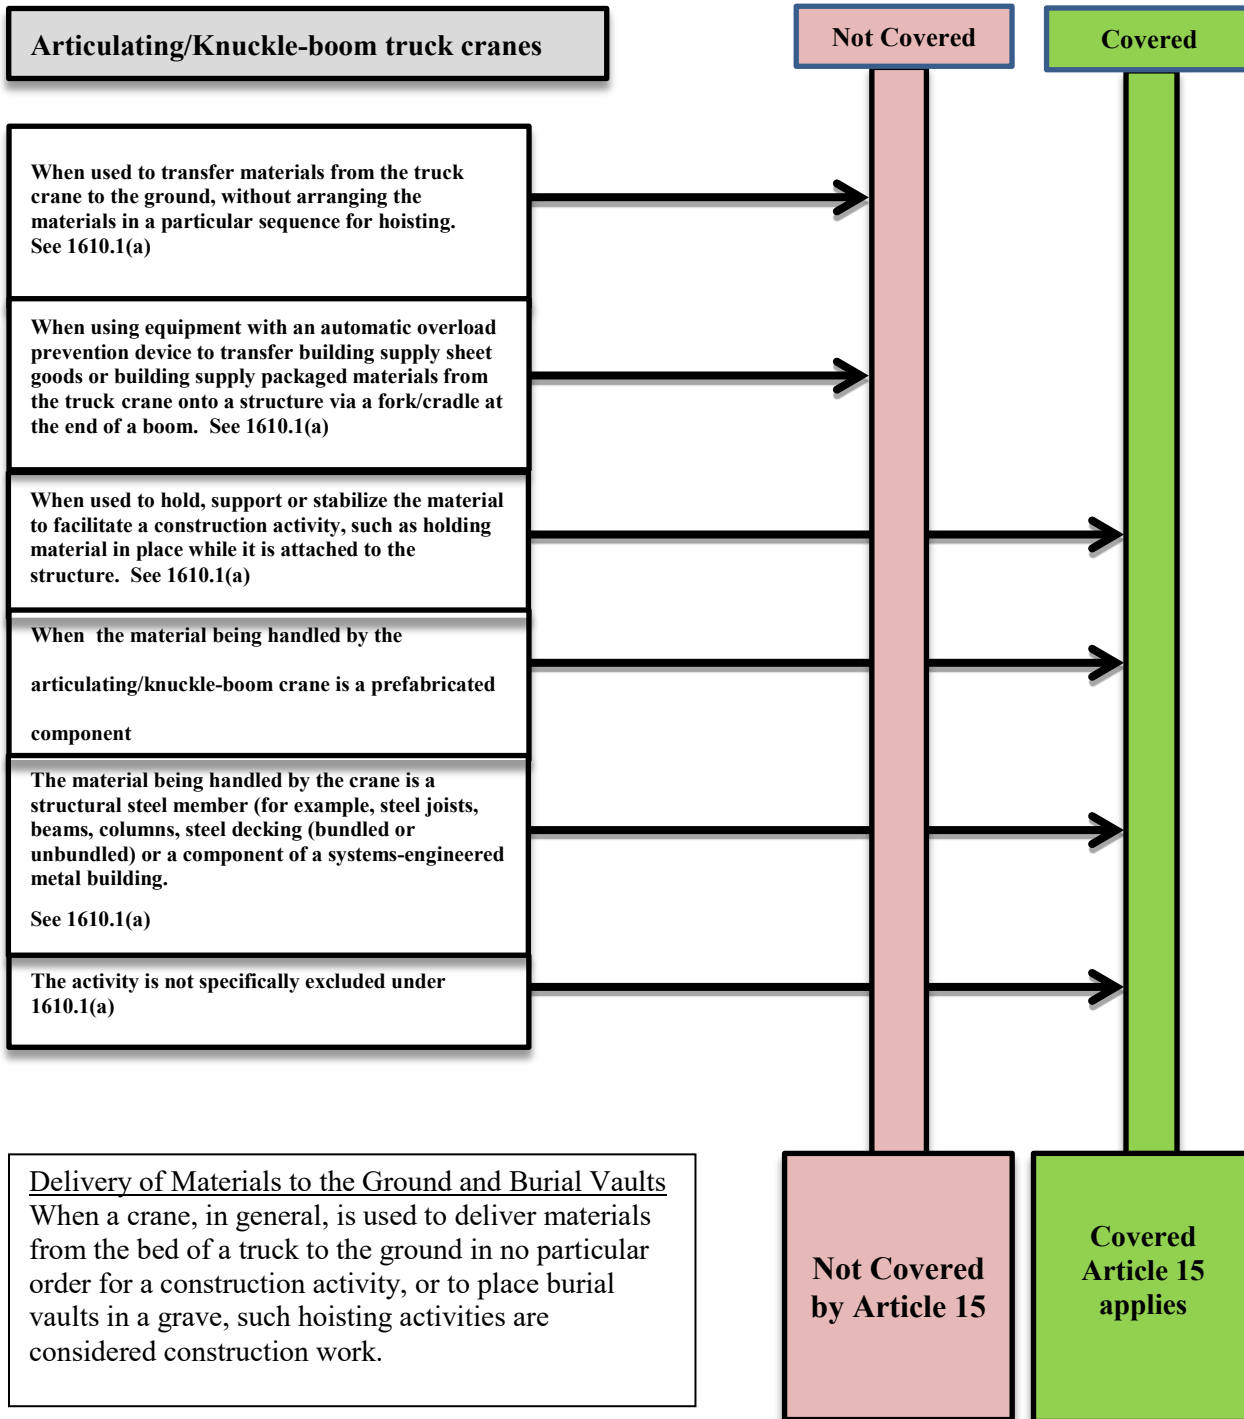 Articulating/Knuckle-boom truck cranes
Not Covered
Covered
When used to transfer materials from the truck
crane to the ground, without arranging the
materials in a particular sequence for hoisting.
See 1610.1(a)
When using equipment with an automatic overload
prevention device to transfer building supply sheet
goods or building supply packaged materials from
the truck crane onto a structure via a fork/cradle at
the end of a boom.  See 1610.1(a)
When used to hold, support or stabilize the material
to facilitate a construction activity, such as holding
material in place while it is attached to the
structure.  See 1610.1(a)
When  the material being handled by the
articulating/knuckle-boom crane is a prefabricated
component
The material being handled by the crane is a
structural steel member (for example, steel joists,
beams, columns, steel decking (bundled or
unbundled) or a component of a systems-engineered
metal building.
See 1610.1(a)
The activity is not specifically excluded under
1610.1(a)
Delivery of Materials to the Ground and Burial Vaults
When a crane, in general, is used to deliver materials
from the bed of a truck to the ground in no particular
order for a construction activity, or to place burial
vaults in a grave, such hoisting activities are
considered construction work.
Not Covered
by Article 15
Covered
Article 15
applies